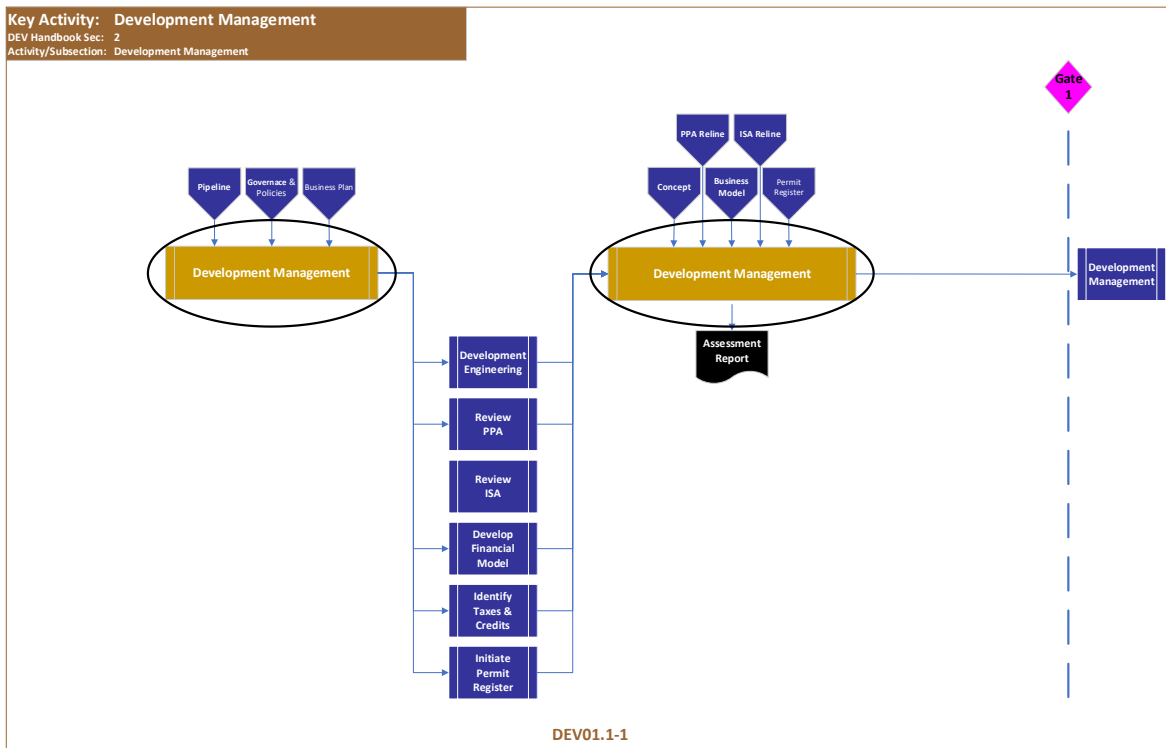 Key Activity: Development Management
DEV Handbook Sec: 2
Activity/Subsection: Development Management
Gate
1
PPA Reline
ISA Reline
Pipeline
Governace &
Policies
Business Plan
Concept
Business
Model
Permit
Register
Development Management
Development Management
Development
Management
Assessment
Report
Development
Engineering
Review
PPA
Review
ISA
Develop
Financial
Model
Identify
Taxes &
Credits
Initiate
Permit
Register
DEV01.1-1